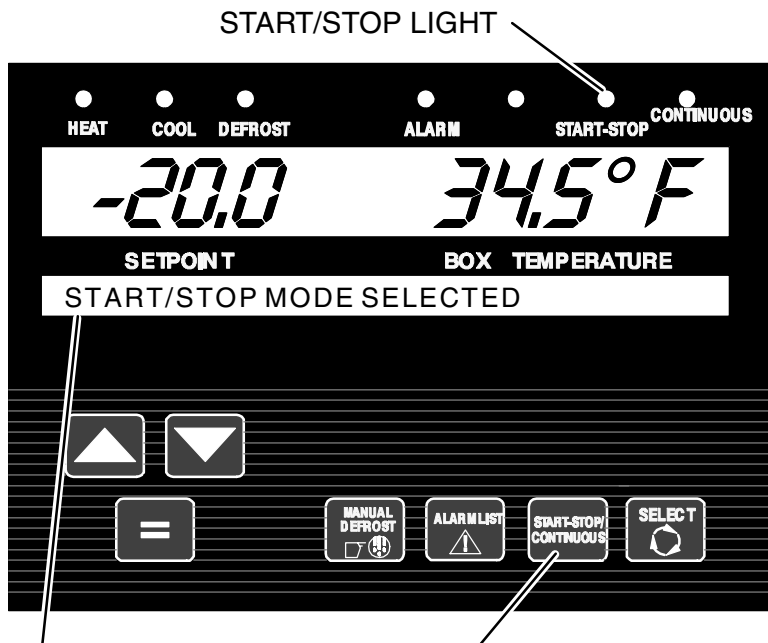 START/STOP LIGHT
HEAT COOL DEFROST ALARM START-STOP CONTINUOUS
-20.0 34.5°F
SETPOINT BOX TEMPERATURE
START/STOP MODE SELECTED
=
MANUAL DEFROST
ALARM LIST
START-STOP/
CONTINUOUS
SELECT